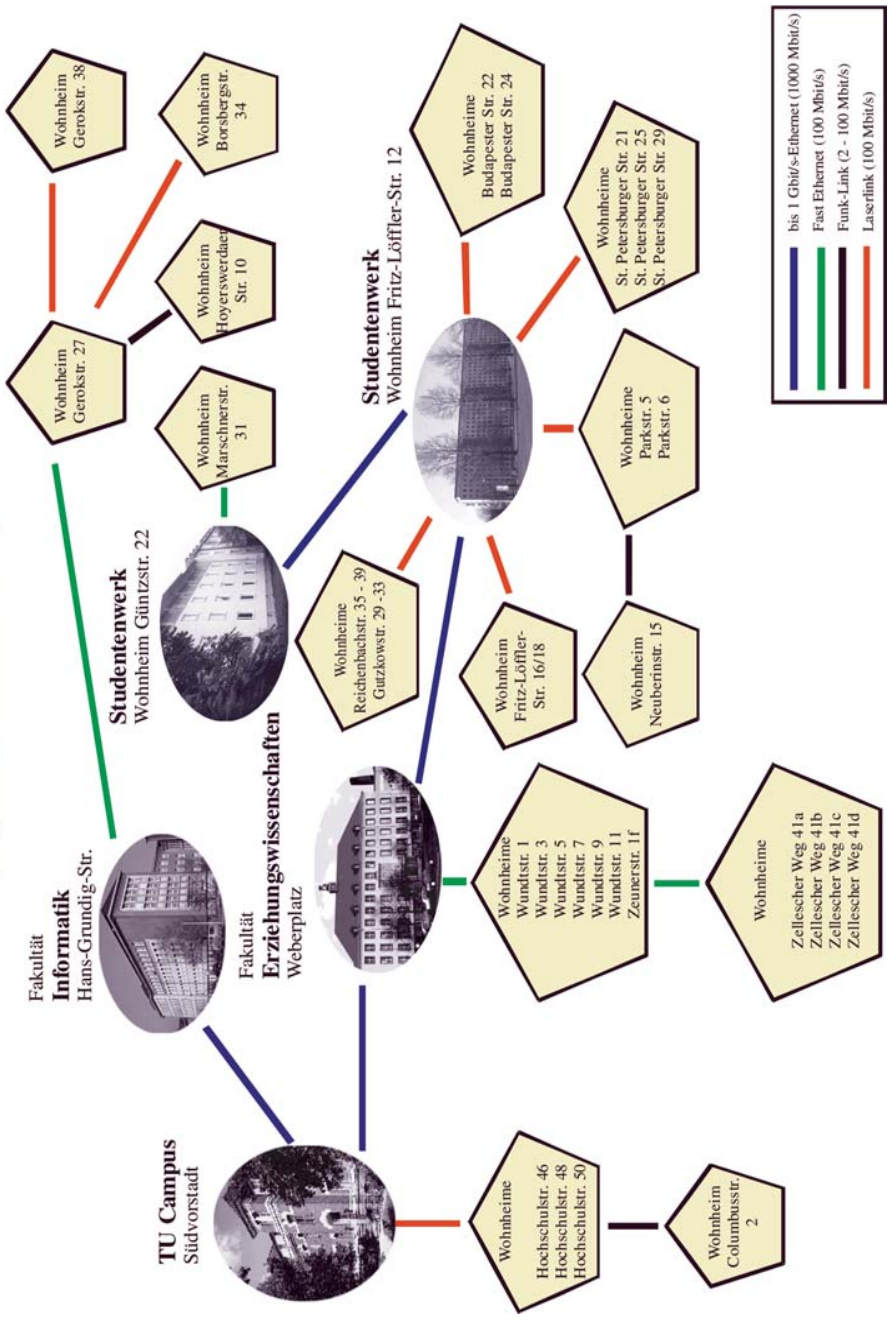 Fakultät
Informatik
Hans-Grundig-Str.
Wohnheim
Gerokstr. 27
Wohnheim
Gerokstr. 38
Wohnheim
Borsbergstr.
34
Wohnheim
Hoyerswerdaer
Str. 10
Wohnheim
Marschnerstr.
31
Studentenwerk
Wohnheim Güntzstr. 22
TU Campus
Südvorstadt
Fakultät
Erziehungswissenschaften
Weberplatz
Wohnheime
Reichenbachstr. 35 - 39
Gutzkowstr. 29 -33
Studentenwerk
Wohnheim Fritz-Löffler-Str. 12
Wohnheime
Budapester Str. 22
Budapester Str. 24
Wohnheime
St. Petersburger Str. 21
St. Petersburger Str. 25
St. Petersburger Str. 29
Wohnheim
Fritz-Löffler-
Str. 16/18
Wohnheime
Parkstr. 5
Parkstr. 6
Wohnheim
Neuberinstr. 15
Wohnheime
Hochschulstr. 46
Hochschulstr. 48
Hochschulstr. 50
Wohnheim
Columbusstr.
2
Wohnheime
Wundtstr. 1
Wundtstr. 3
Wundtstr. 5
Wundtstr. 7
Wundtstr. 9
Wundtstr. 11
Zeunerstr. 1f
Wohnheime
Zellescher Weg 41a
Zellescher Weg 41b
Zellescher Weg 41c
Zellescher Weg 41d
bis 1 Gbit/s-Ethernet (1000 Mbit/s)
Fast Ethernet (100 Mbit/s)
Funk-Link (2 - 100 Mbit/s)
Laserlink (100 Mbit/s)